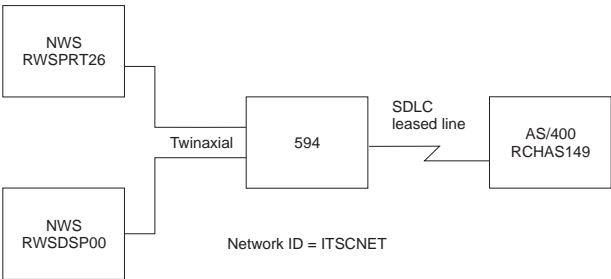 NWS
RWSPRT26
Twinaxial
594
SDLC
leased line
AS/400
RCHAS149
NWS
RWSDSP00
Network ID = ITSCNET